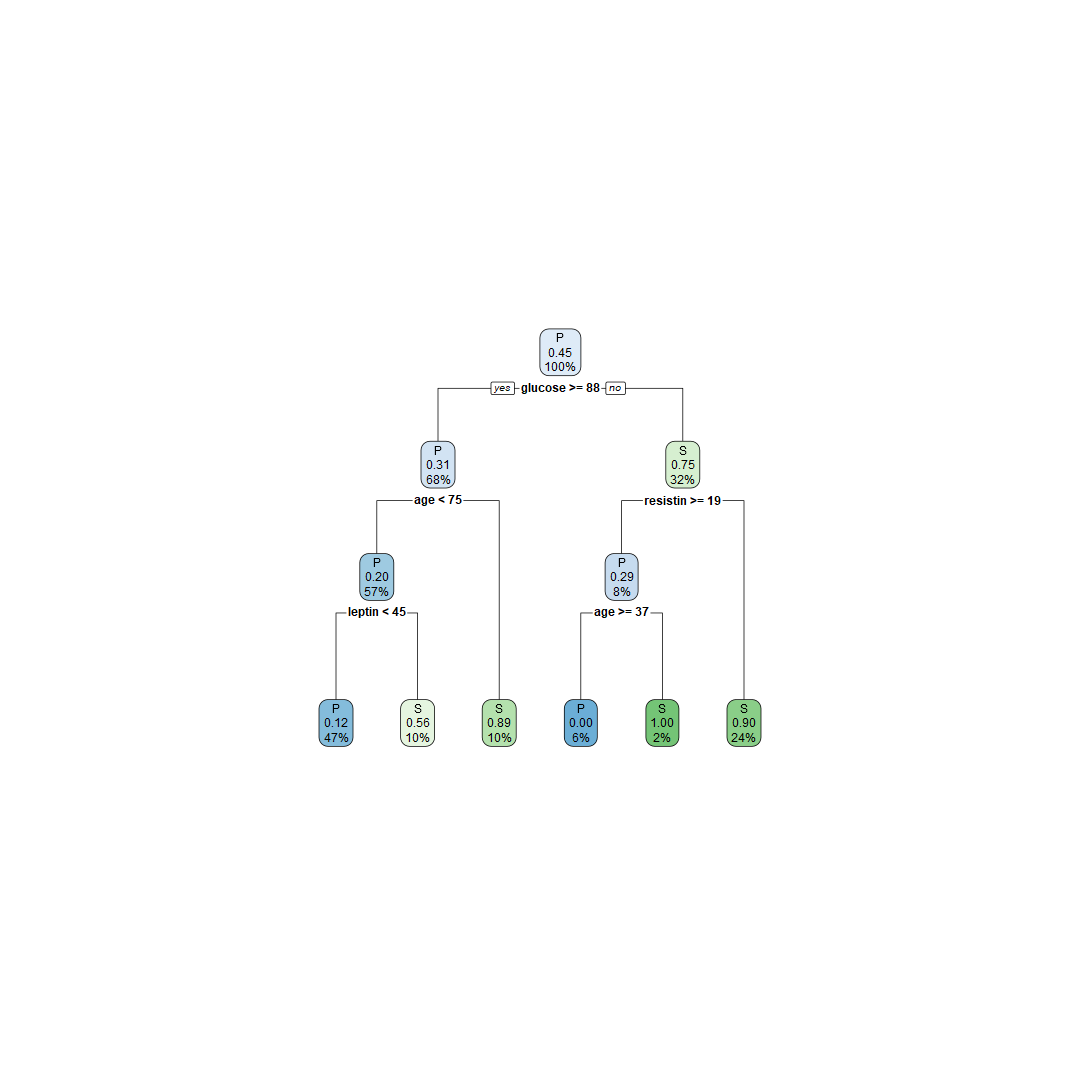 P
0.45
100%
yes glucose >= 88 no
P
0.31
68%
S
0.75
32%
age < 75
resistin >= 19
P
0.20
57%
P
0.29
8%
leptin < 45
age >= 37
P
0.12
47%
S
0.56
10%
S
0.89
10%
P
0.00
6%
S
1.00
2%
S
0.90
24%